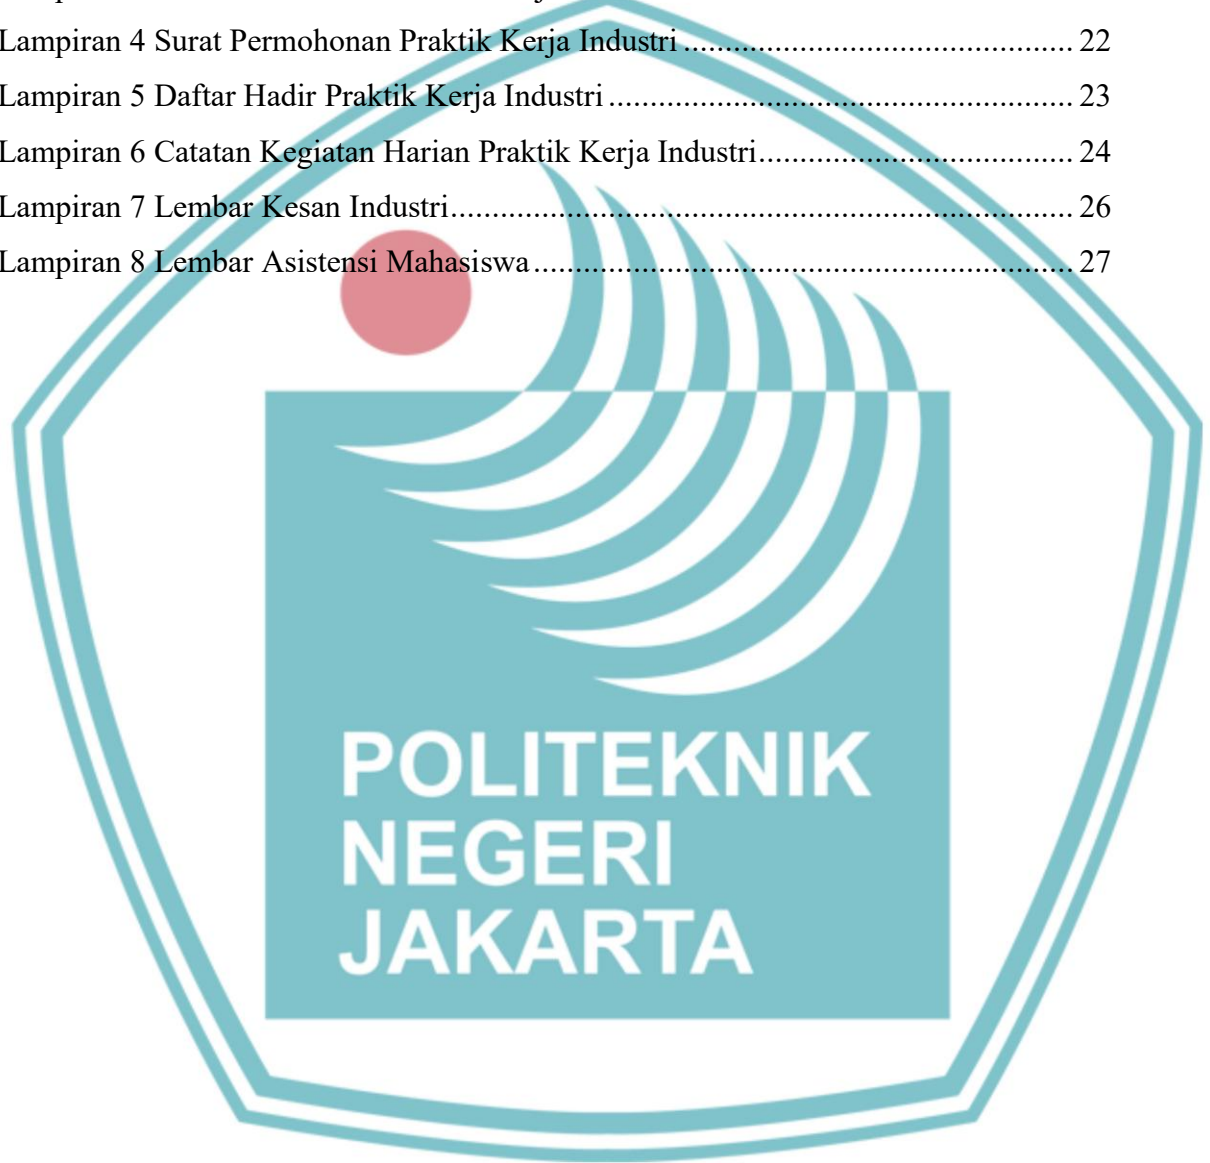 Lampiran 4 Surat Permohonan Praktik Kerja Industri ............................................... 22
Lampiran 5 Daftar Hadir Praktik Kerja Industri ........................................................ 23
Lampiran 6 Catatan Kegiatan Harian Praktik Kerja Industri...................................... 24
Lampiran 7 Lembar Kesan Industri........................................................................... 26
Lampiran 8 Lembar Asistensi Mahasiswa ................................................................. 27
POLITEKNIK
NEGERI
JAKARTA